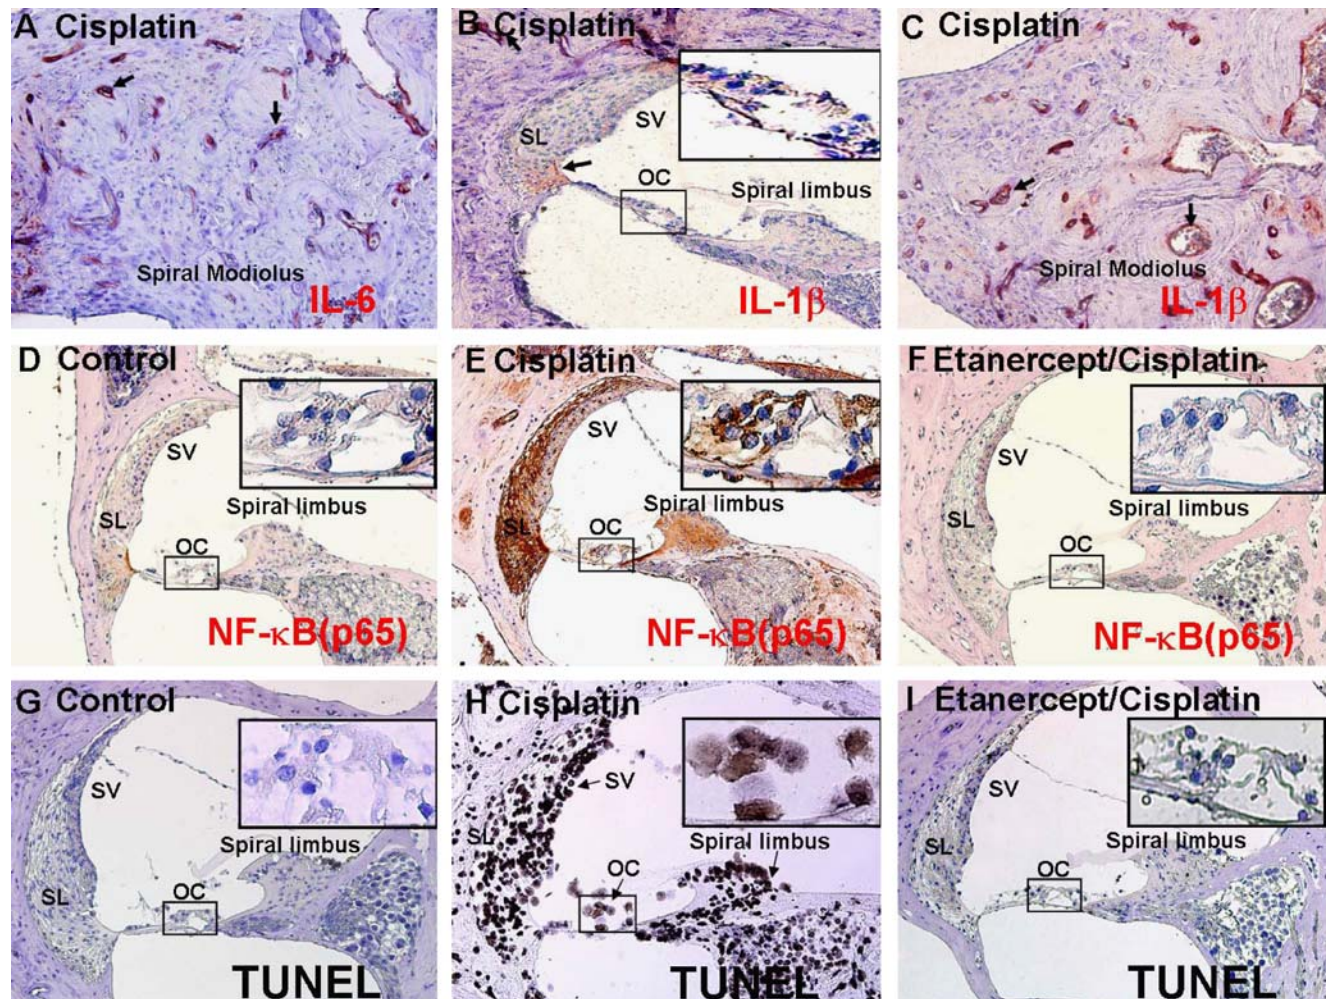 A Cisplatin
Spiral Modiolus
IL-6
B Cisplatin
SL
SV
OC
Spiral limbus
IL-1β
C Cisplatin
Spiral Modiolus
IL-1β
D Control
SV
Spiral limbus
SL
OC
NF-κB(p65)
E Cisplatin
SV
Spiral limbus
SL
OC
NF-κB(p65)
F Etanercept/Cisplatin
SV
Spiral limbus
SL
OC
NF-κB(p65)
G Control
SV
Spiral limbus
SL
OC
TUNEL
H Cisplatin
SV
SL
Spiral limbus
OC
TUNEL
I Etanercept/Cisplatin
SV
Spiral limbus
SL
OC
TUNEL